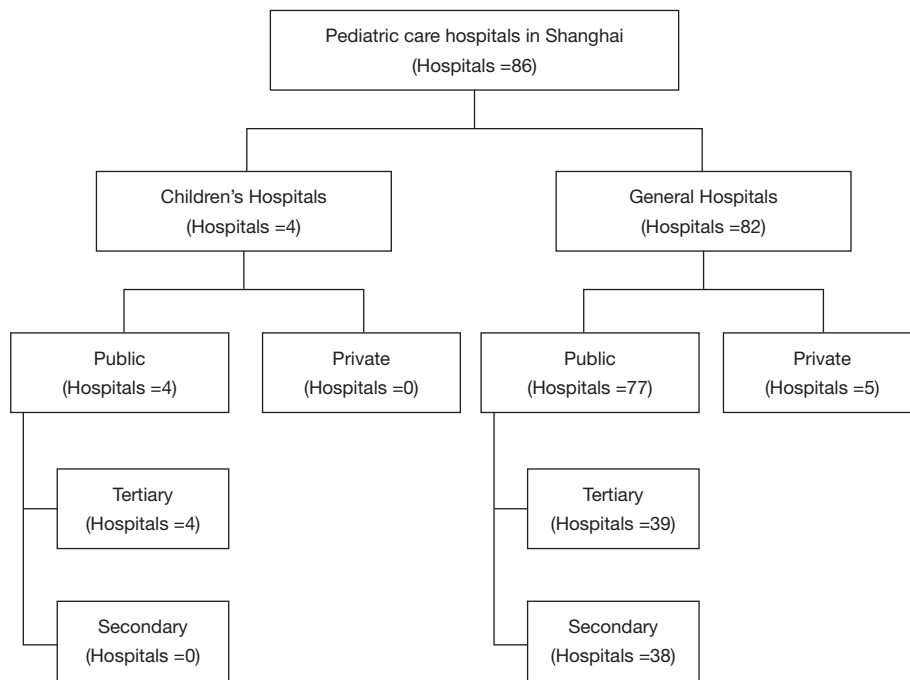 Pediatric care hospitals in Shanghai
(Hospitals =86)
Children's Hospitals
(Hospitals =4)
General Hospitals
(Hospitals =82)
Public
(Hospitals =4)
Private
(Hospitals =0)
Public
(Hospitals =77)
Private
(Hospitals =5)
Tertiary
(Hospitals =4)
Tertiary
(Hospitals =39)
Secondary
(Hospitals =0)
Secondary
(Hospitals =38)